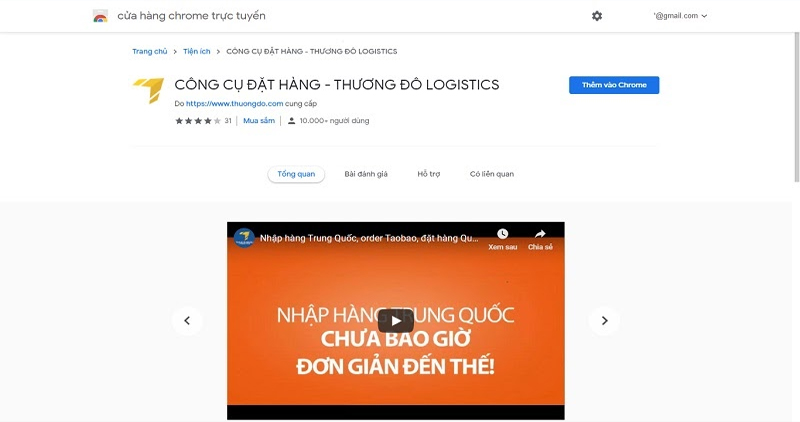 cửa hàng chrome trực tuyến
'@gmail.com
Trang chủ > Tiện ích > CÔNG CỤ ĐẶT HÀNG - THƯƠNG ĐÔ LOGISTICS
CÔNG CỤ ĐẶT HÀNG - THƯƠNG ĐÔ LOGISTICS
Thêm vào Chrome
Do https://www.thuongdo.com cung cấp
31 | Mua sắm | 10,000+ người dùng
Tổng quan
Bài đánh giá
Hỗ trợ
Có liên quan
Nhập hàng Trung Quốc, order Taobao, đặt hàng Qu...
Xem sau
Chia sẻ
NHẬP HÀNG TRUNG QUỐC
CHƯA BAO GIỜ
ĐƠN GIẢN ĐẾN THẾ!